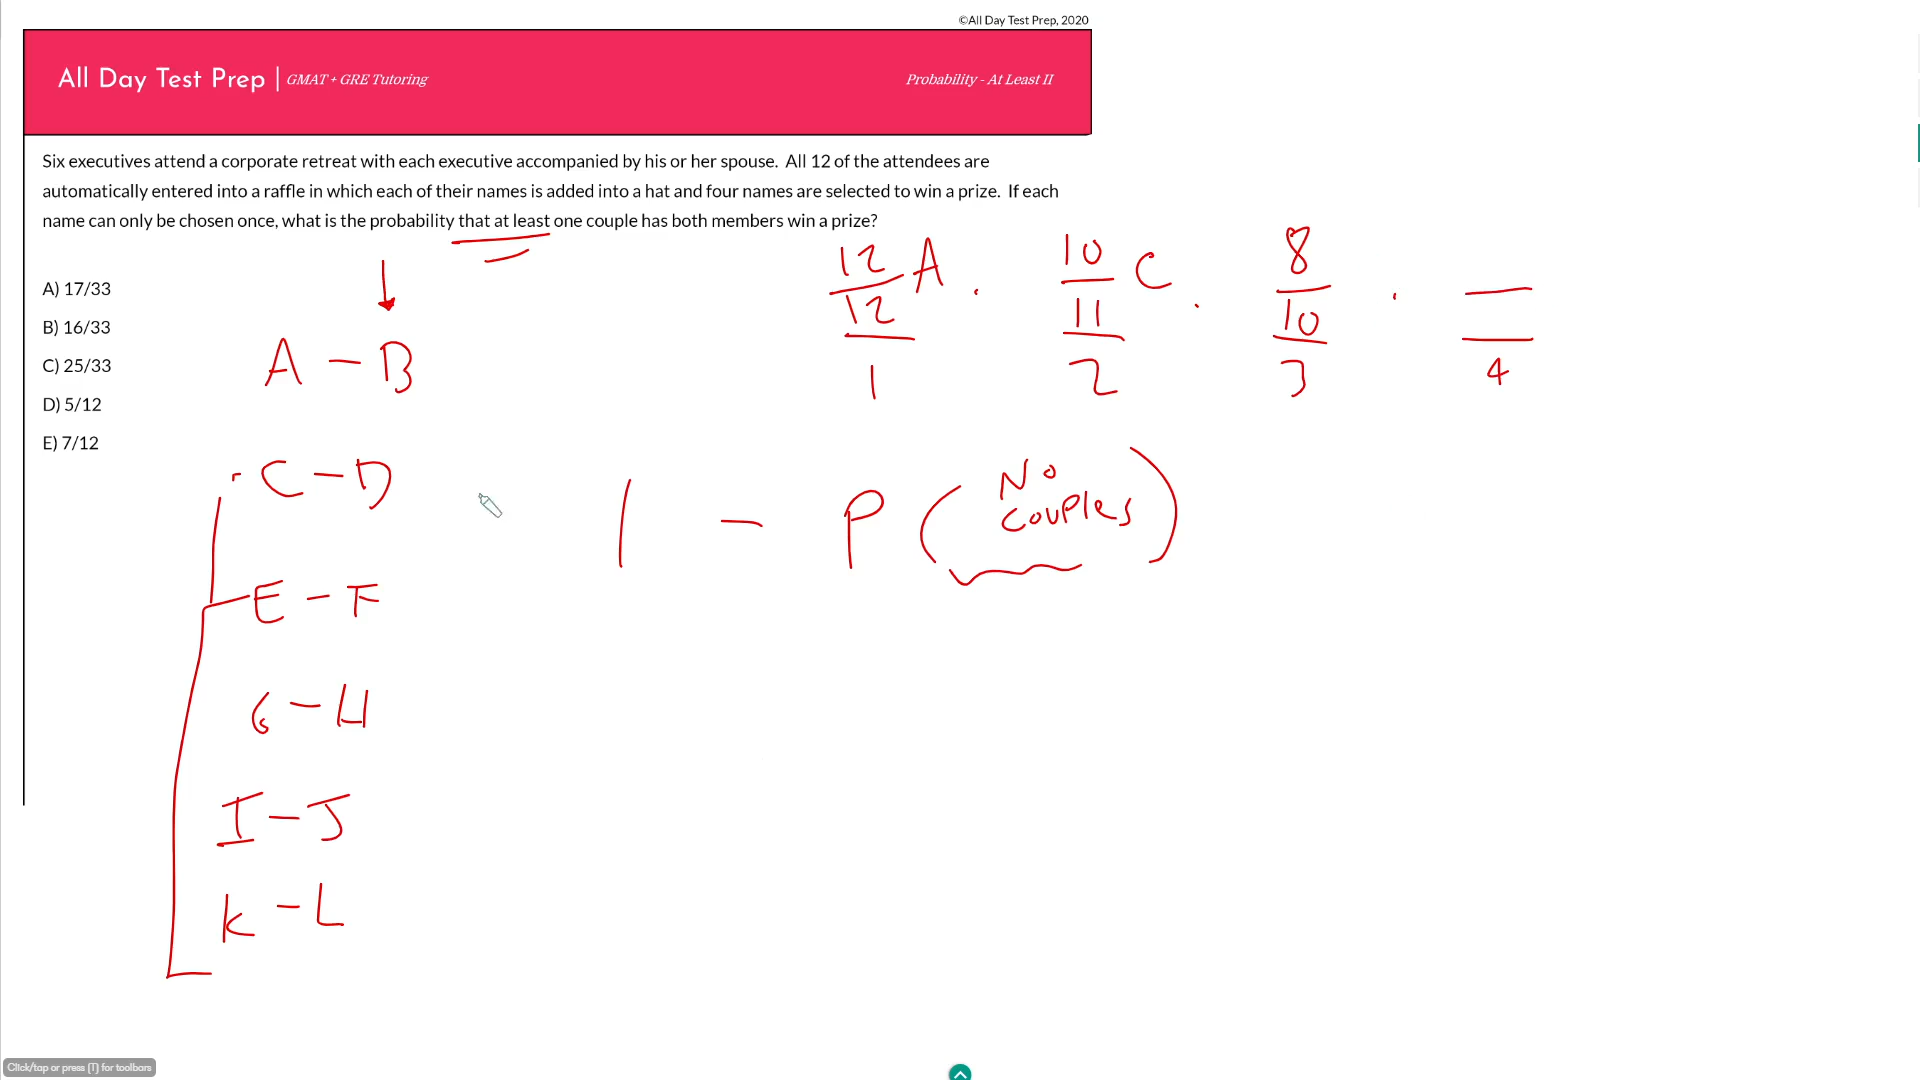 ©All Day Test Prep, 2020
All Day Test Prep | GMAT + GRE Tutoring
Probability - At Least II
Six executives attend a corporate retreat with each executive accompanied by his or her spouse. All 12 of the attendees are
automatically entered into a raffle in which each of their names is added into a hat and four names are selected to win a prize. If each
name can only be chosen once, what is the probability that at least one couple has both members win a prize?
A) 17/33
B) 16/33
C) 25/33
D) 5/12
E) 7/12
12 A . 10 C . 8 .
12 11 10
1 2 3 4
A - B
C - D
1 - P ( No
Couples )
E - F
G - H
I - J
K - L
Click/tap or press [T] for toolbars